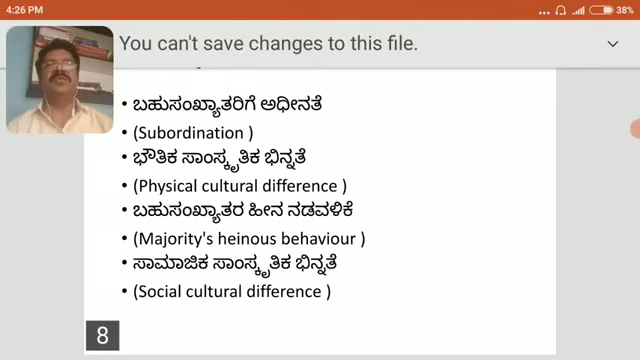 4:26 PM
38%
You can't save changes to this file.
• ಬಹುಸಂಖ್ಯಾತರಿಗೆ ಅಧೀನತೆ
• (Subordination )
• ಭೌತಿಕ ಸಾಂಸ್ಕೃತಿಕ ಭಿನ್ನತೆ
• (Physical cultural difference )
• ಬಹುಸಂಖ್ಯಾತರ ಹೀನ ನಡವಳಿಕೆ
• (Majority's heinous behaviour )
• ಸಾಮಾಜಿಕ ಸಾಂಸ್ಕೃತಿಕ ಭಿನ್ನತೆ
• (Social cultural difference )
8